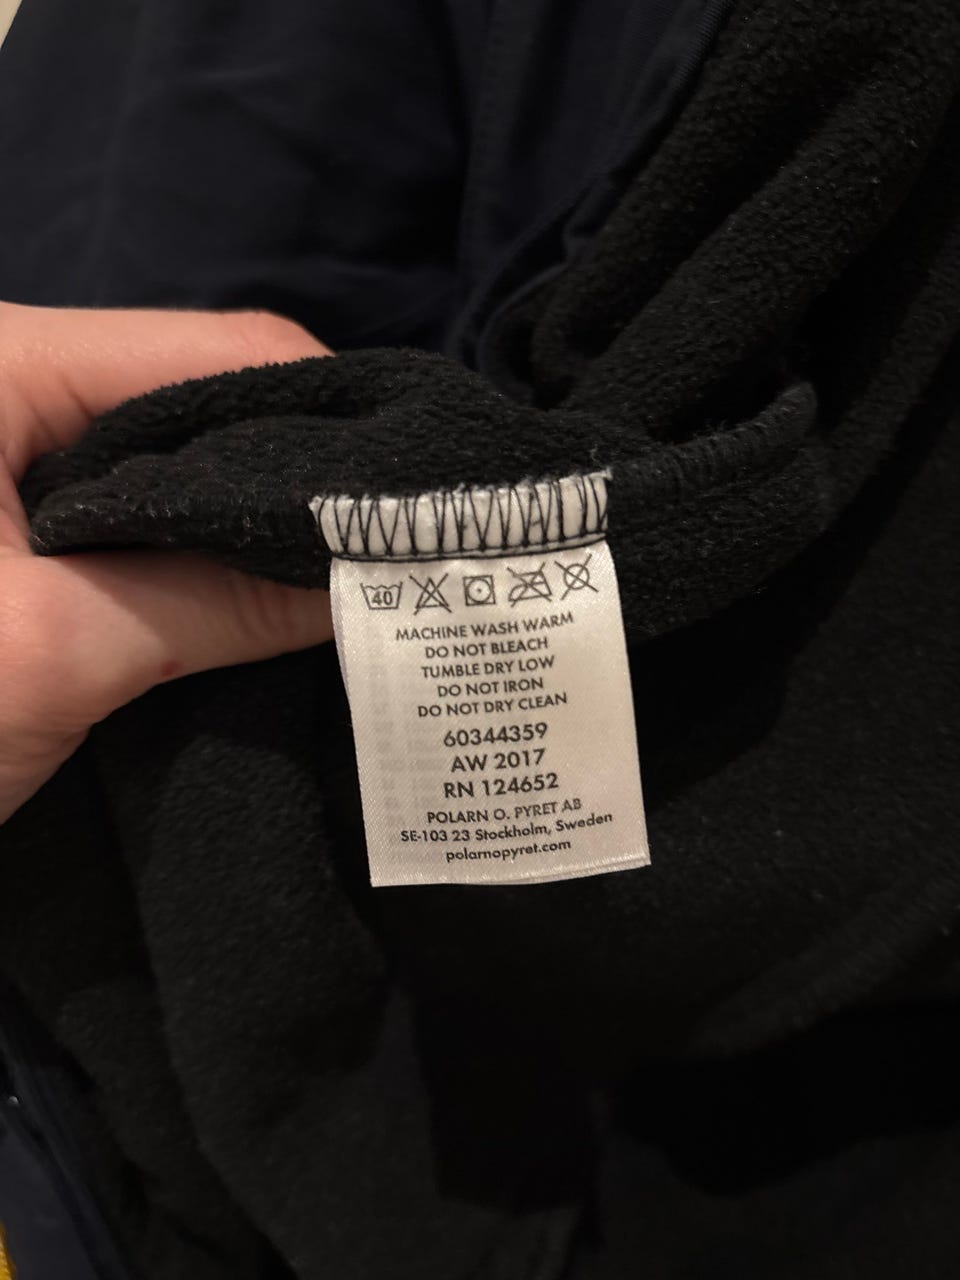 40
MACHINE WASH WARM
DO NOT BLEACH
TUMBLE DRY LOW
DO NOT IRON
DO NOT DRY CLEAN
60344359
AW 2017
RN 124652
POLARN O. PYRET AB
SE-103 23 Stockholm, Sweden
polarnopyret.com